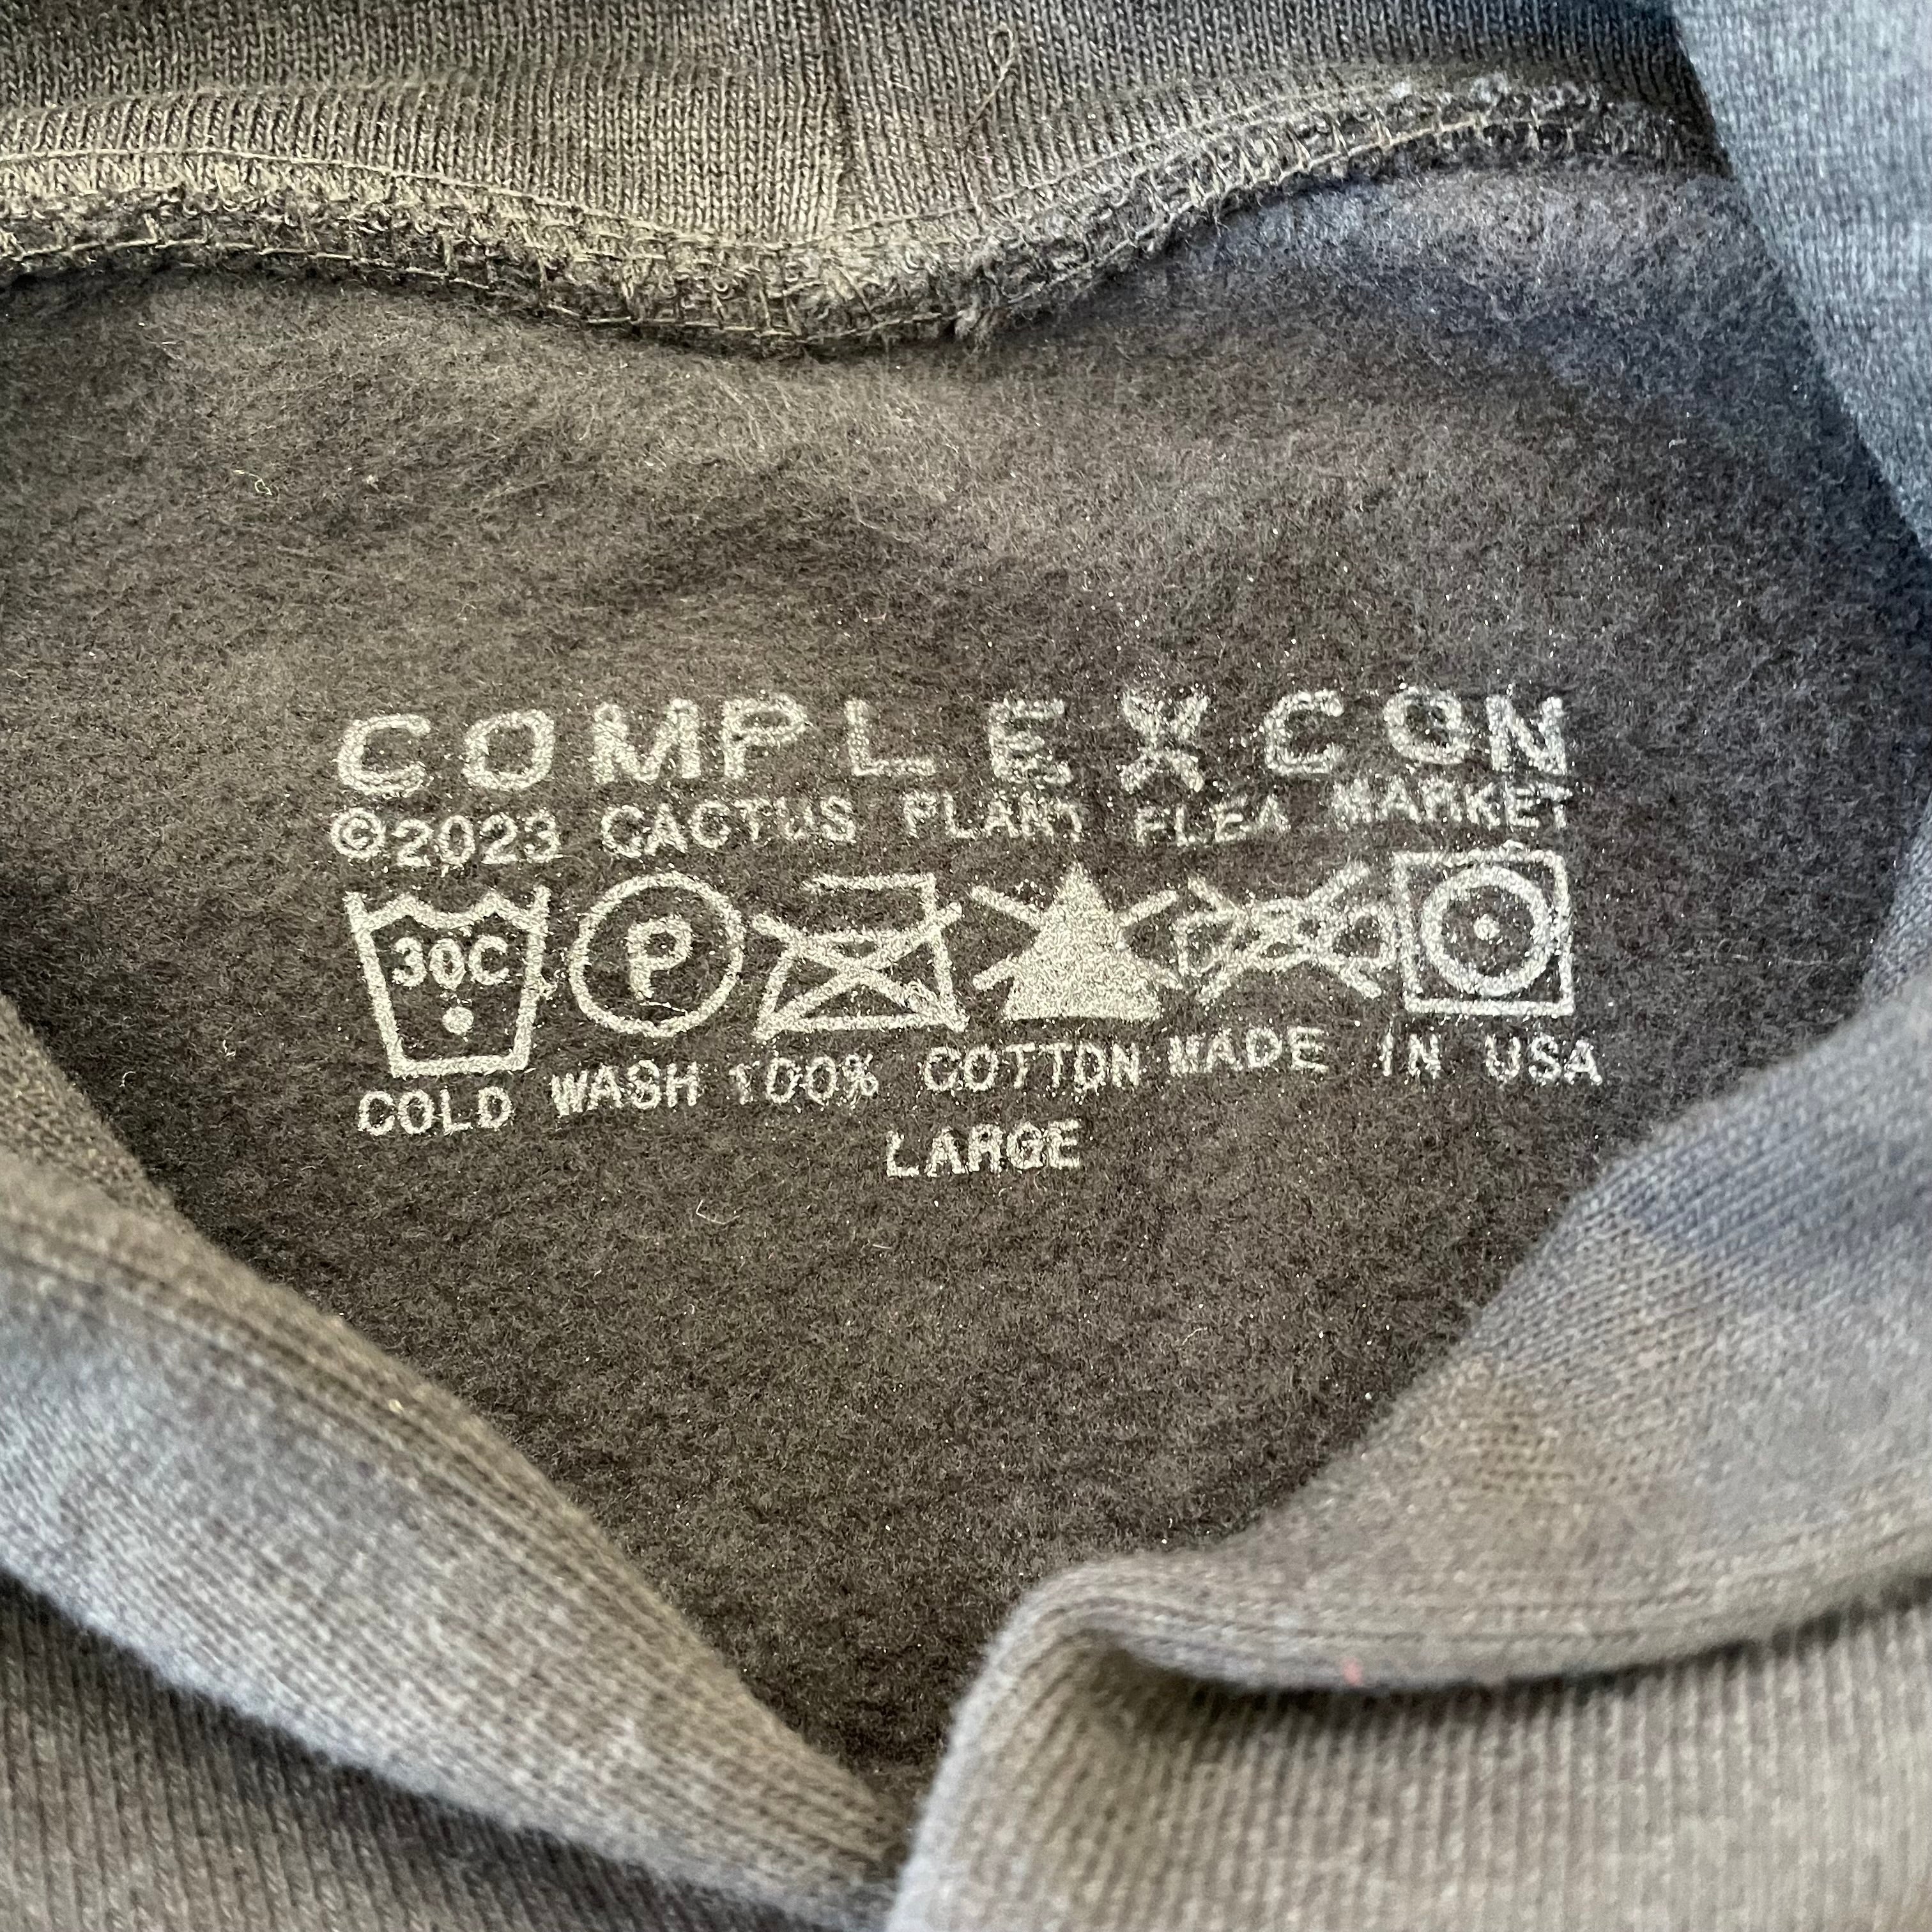 COMPLEXCON
©2023 CACTUS PLANT FLEA MARKET
30C P
COLD WASH 100% COTTON MADE IN USA
LARGE